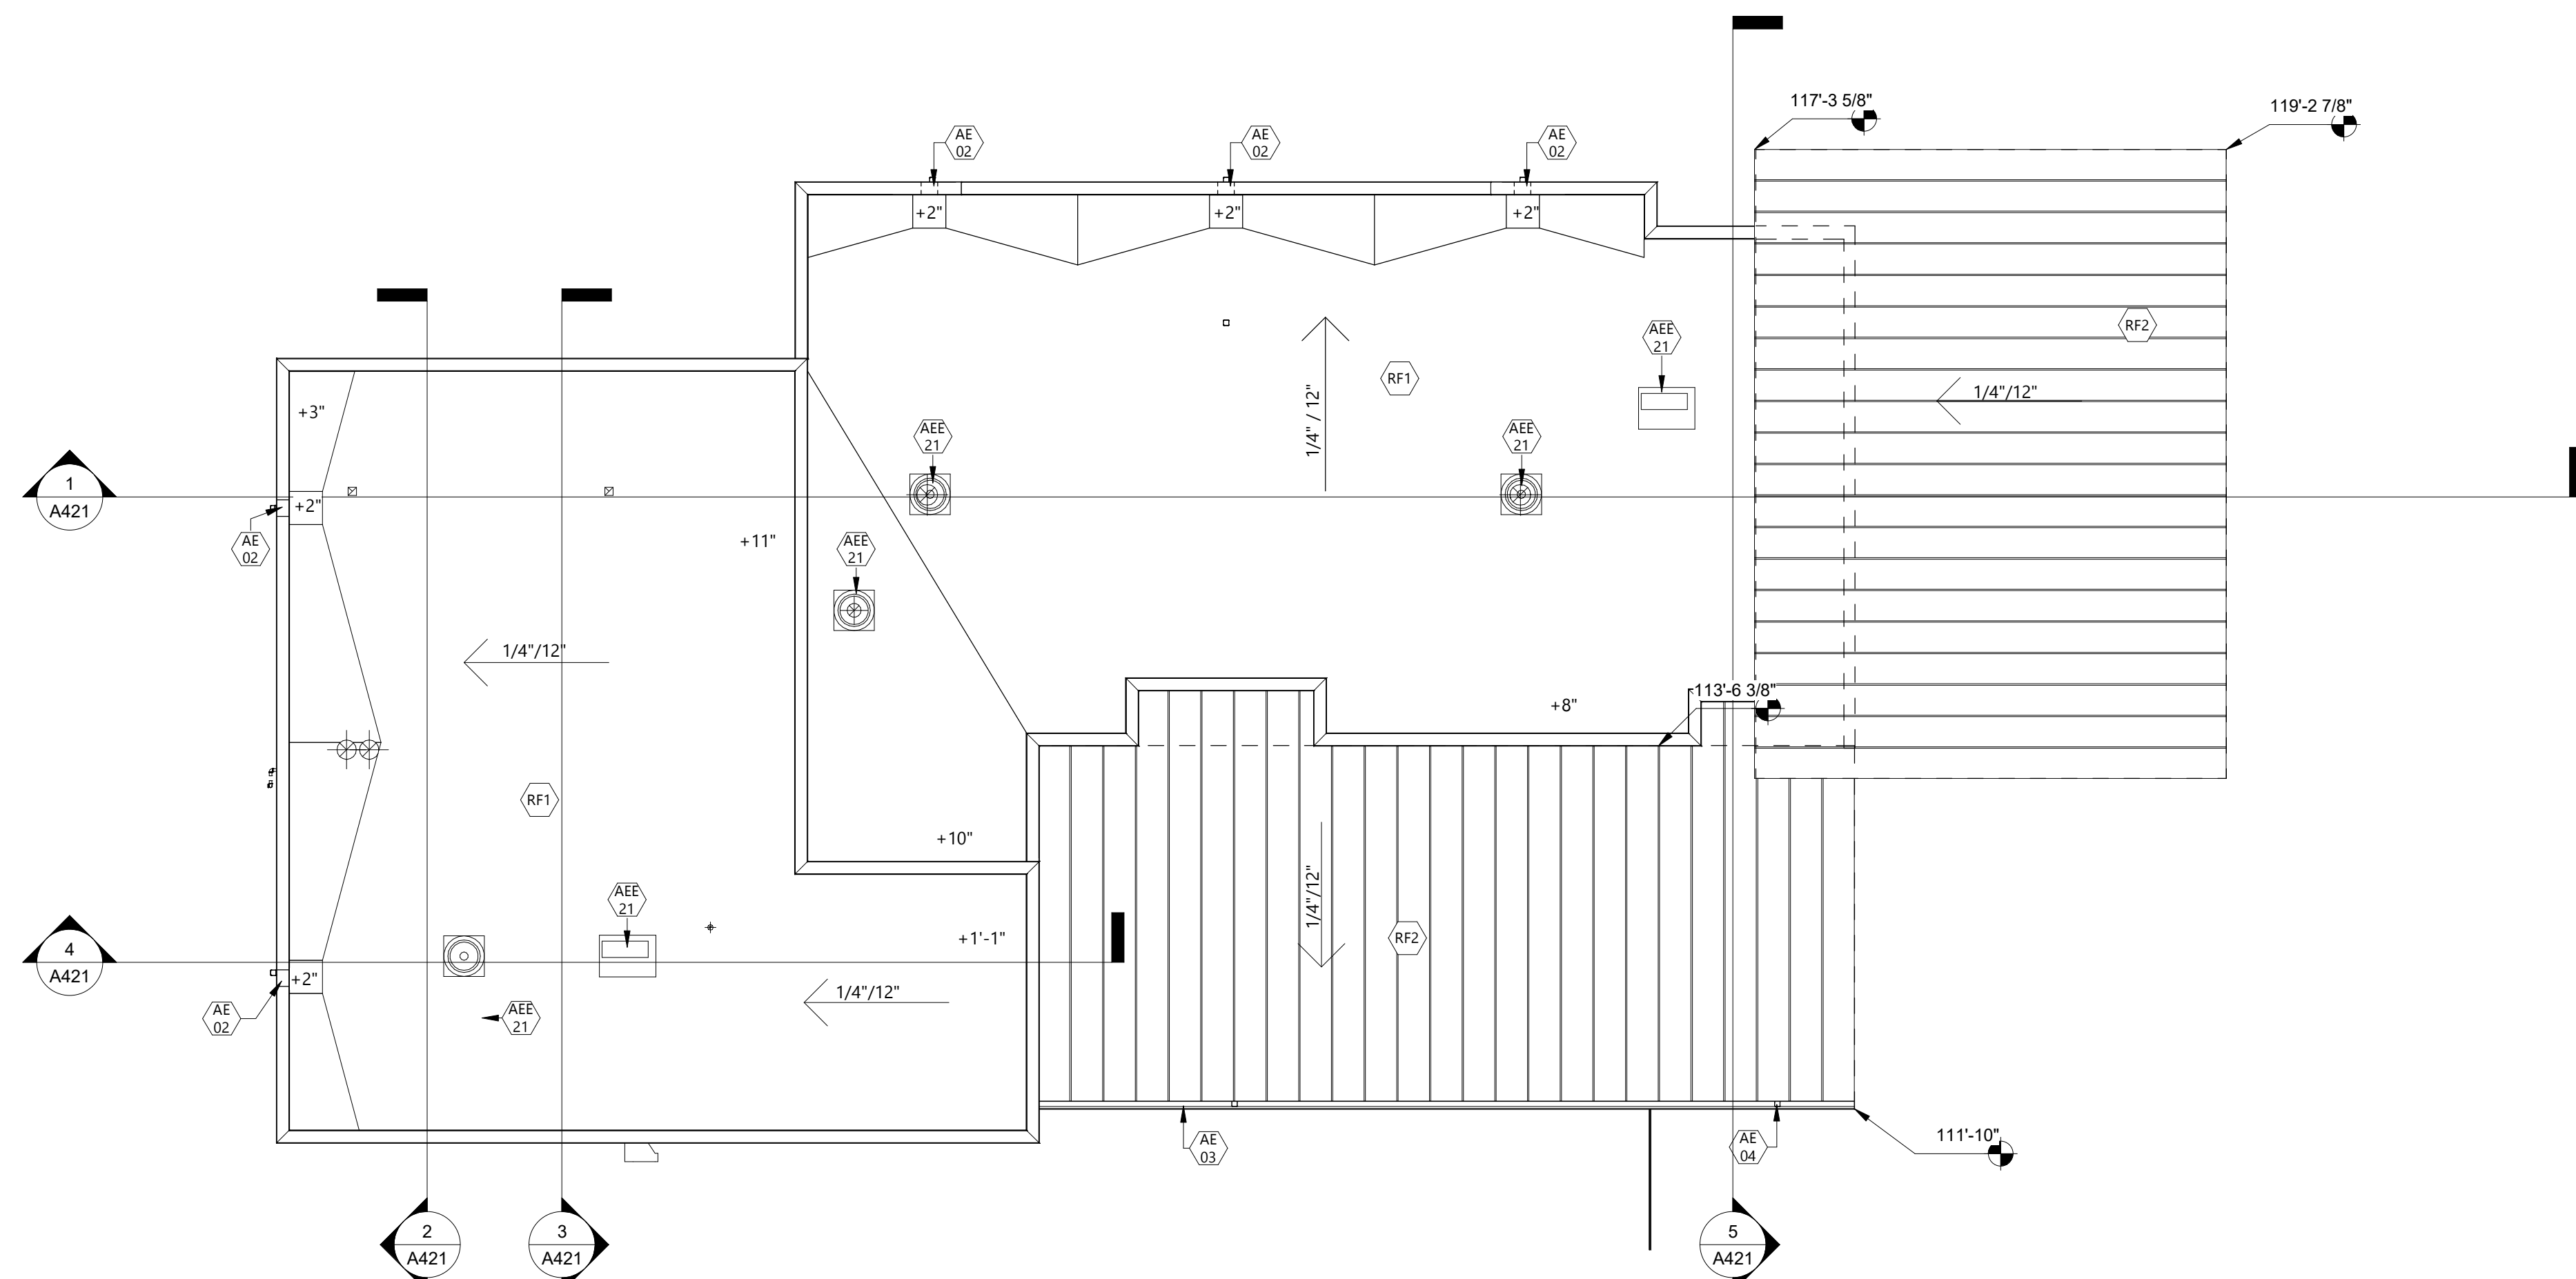 117'-3 5/8"
119'-2 7/8"
AE
02
AE
02
AE
02
+2"
+2"
+2"
RF2
AEE
21
RF1
1/4" / 12"
1/4"/12"
+3"
AEE
21
AEE
21
1
A421
+2"
AE
02
+11"
AEE
21
1/4"/12"
113'-6 3/8"
+8"
RF1
+10"
AEE
21
1/4"/12"
RF2
+1'-1"
4
A421
+2"
1/4"/12"
AE
02
AEE
21
AE
03
AE
04
111'-10"
2
A421
3
A421
5
A421